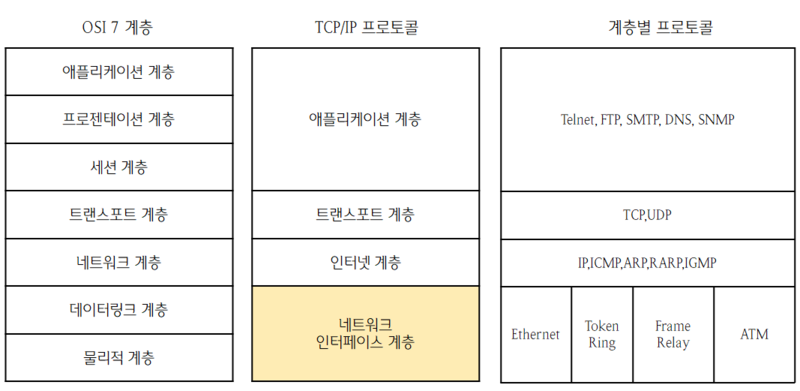 OSI 7 계층
TCP/IP 프로토콜
계층별 프로토콜
애플리케이션 계층
프로젠테이션 계층
세션 계층
트랜스포트 계층
네트워크 계층
데이터링크 계층
물리적 계층
애플리케이션 계층
트랜스포트 계층
인터넷 계층
네트워크
인터페이스 계층
Telnet, FTP, SMTP, DNS, SNMP
TCP,UDP
IP,ICMP,ARP,RARP,IGMP
Ethernet
Token
Ring
Frame
Relay
ATM